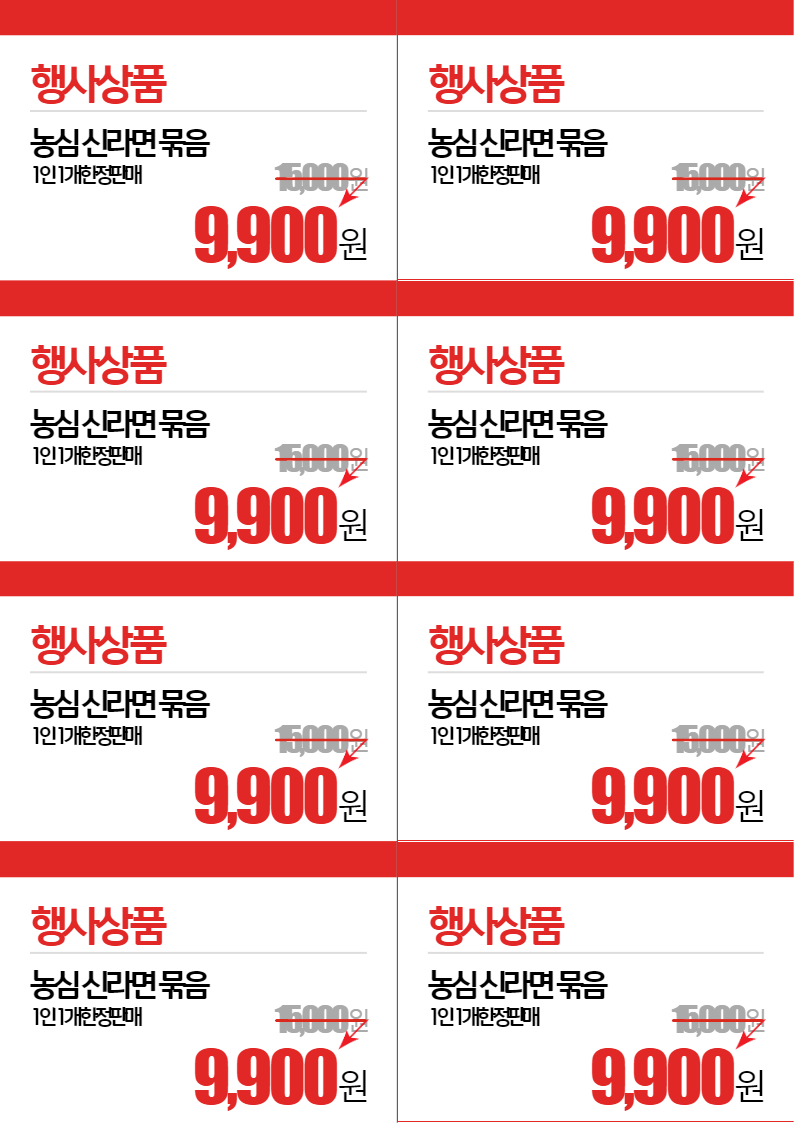 행사상품
농심 신라면 묶음
1인1개한정판매
15,000원
9,900원
행사상품
농심 신라면 묶음
1인1개한정판매
15,000원
9,900원
행사상품
농심 신라면 묶음
1인1개한정판매
15,000원
9,900원
행사상품
농심 신라면 묶음
1인1개한정판매
15,000원
9,900원
행사상품
농심 신라면 묶음
1인1개한정판매
15,000원
9,900원
행사상품
농심 신라면 묶음
1인1개한정판매
15,000원
9,900원
행사상품
농심 신라면 묶음
1인1개한정판매
15,000원
9,900원
행사상품
농심 신라면 묶음
1인1개한정판매
15,000원
9,900원